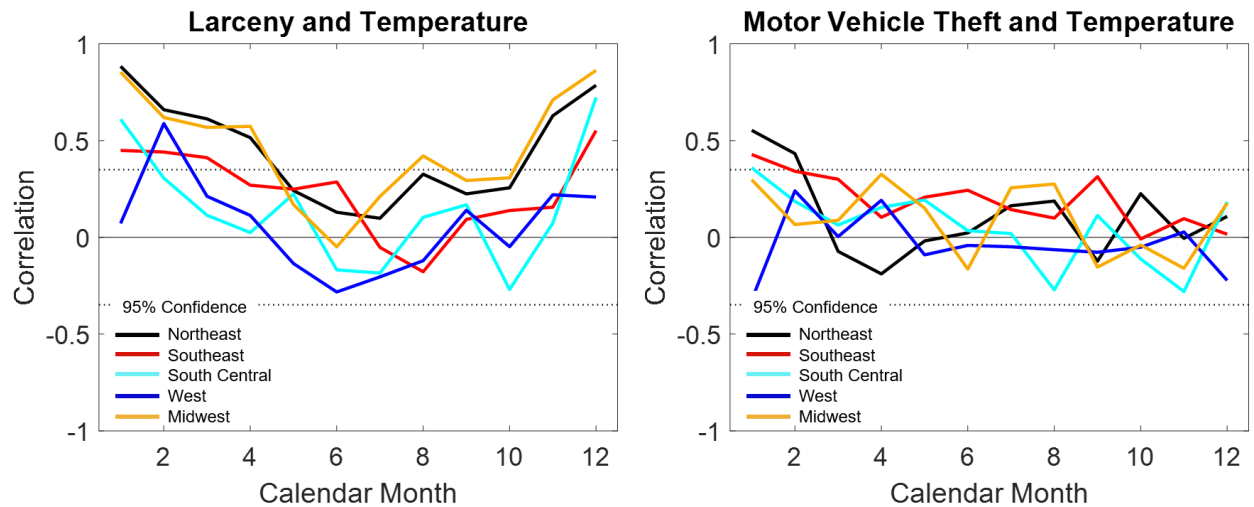 Larceny and Temperature
1
0.5
0
-0.5
-1
Correlation
95% Confidence
Northeast
Southeast
South Central
West
Midwest
2 4 6 8 10 12
Calendar Month
Motor Vehicle Theft and Temperature
1
0.5
0
-0.5
-1
Correlation
95% Confidence
Northeast
Southeast
South Central
West
Midwest
2 4 6 8 10 12
Calendar Month